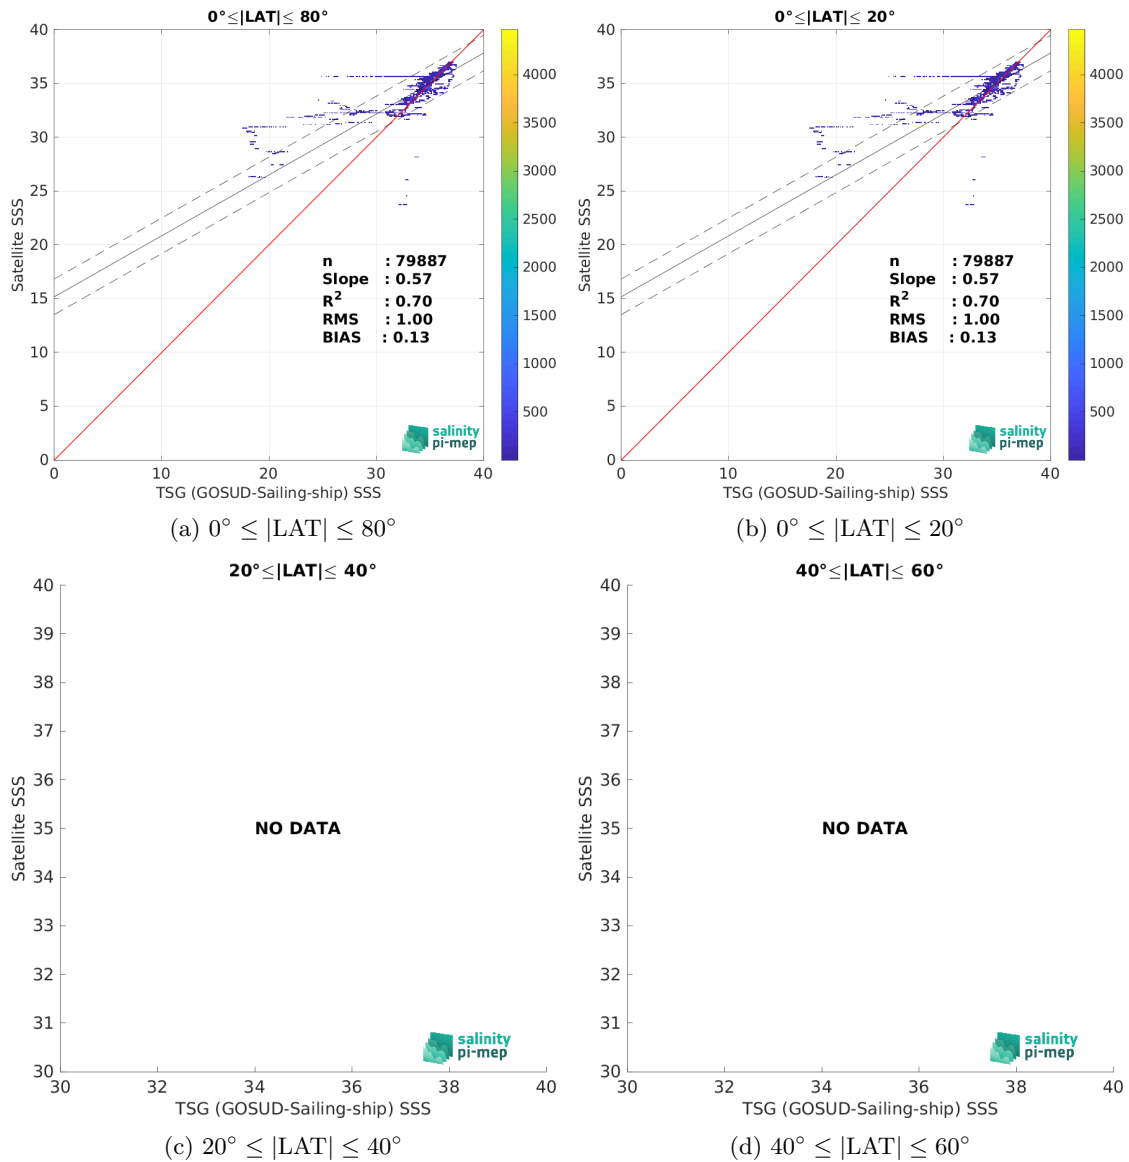 0°≤|LAT|≤ 80°
40
35
30
25
20
15
10
5
0
Satellite SSS
n : 79887
Slope : 0.57
R² : 0.70
RMS : 1.00
BIAS : 0.13
salinity
pi-mep
0 10 20 30 40
TSG (GOSUD-Sailing-ship) SSS
4000
3500
3000
2500
2000
1500
1000
500
(a) 0° ≤ |LAT| ≤ 80°
0°≤|LAT|≤ 20°
40
35
30
25
20
15
10
5
0
Satellite SSS
n : 79887
Slope : 0.57
R² : 0.70
RMS : 1.00
BIAS : 0.13
salinity
pi-mep
0 10 20 30 40
TSG (GOSUD-Sailing-ship) SSS
4000
3500
3000
2500
2000
1500
1000
500
(b) 0° ≤ |LAT| ≤ 20°
20°≤|LAT|≤ 40°
40
39
38
37
36
35
34
33
32
31
30
Satellite SSS
NO DATA
salinity
pi-mep
30 32 34 36 38 40
TSG (GOSUD-Sailing-ship) SSS
(c) 20° ≤ |LAT| ≤ 40°
40°≤|LAT|≤ 60°
40
39
38
37
36
35
34
33
32
31
30
Satellite SSS
NO DATA
salinity
pi-mep
30 32 34 36 38 40
TSG (GOSUD-Sailing-ship) SSS
(d) 40° ≤ |LAT| ≤ 60°